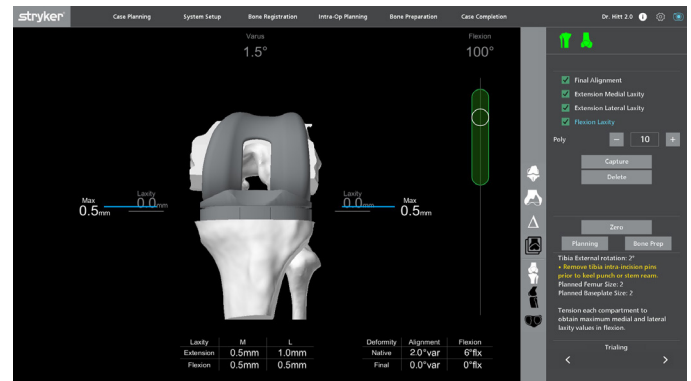 stryker
Case Planning System Setup Bone Registration Intra-Op Planning Bone Preparation Case Completion Dr. Hitt 2.0
Varus
1.5°
Flexion
100°
Final Alignment
Extension Medial Laxity
Extension Lateral Laxity
Flexion Laxity
Poly − 10 +
Capture
Delete
Max
0.5mm
Laxity
0.0mm
Laxity
0.0mm
Max
0.5mm
Zero
Planning Bone Prep
Tibia External rotation: 2°
• Remove tibia intra-incision pins
prior to keel punch or stem ream.
Planned Femur Size: 2
Planned Baseplate Size: 2
Tension each compartment to
obtain maximum medial and lateral
laxity values in flexion.
Trialing
Laxity M L
Extension 0.5mm 1.0mm
Flexion 0.5mm 0.5mm
Deformity Alignment Flexion
Native 2.0°var 6°flx
Final 0.0°var 0°flx